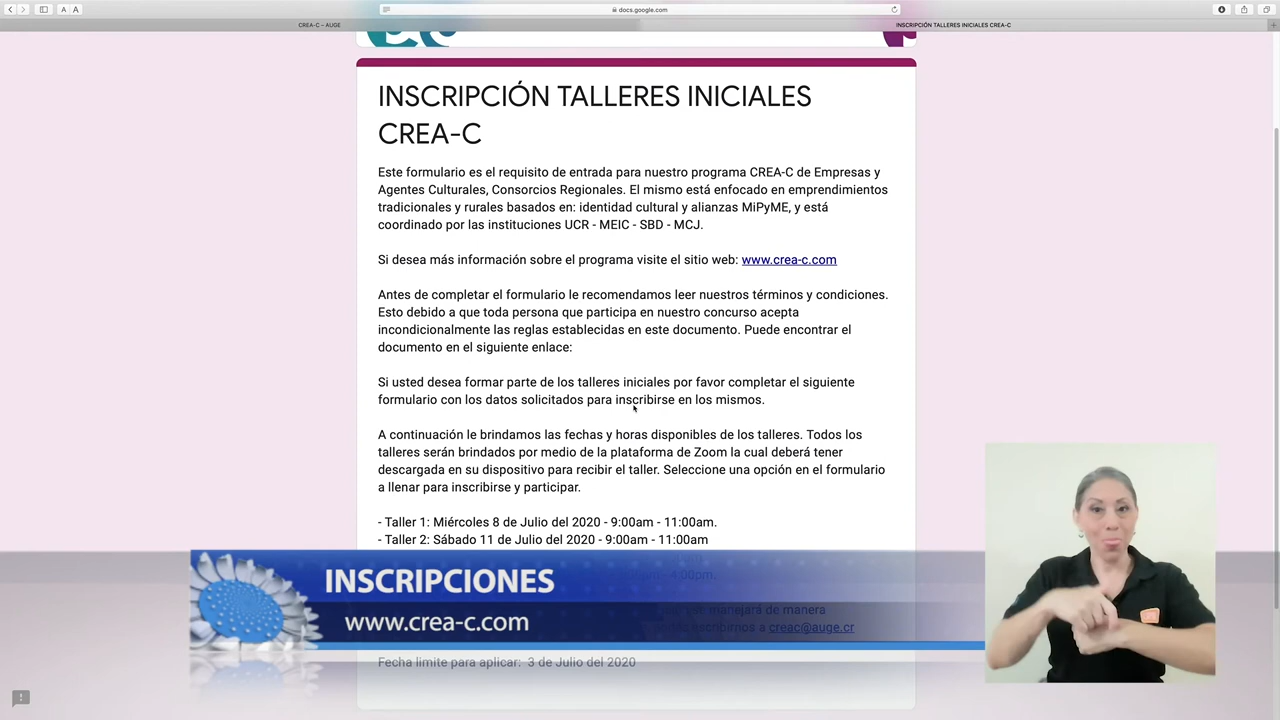 docs.google.com
CREA-C – AUGE
INSCRIPCIÓN TALLERES INICIALES CREA-C
INSCRIPCIÓN TALLERES INICIALES
CREA-C
Este formulario es el requisito de entrada para nuestro programa CREA-C de Empresas y
Agentes Culturales, Consorcios Regionales. El mismo está enfocado en emprendimientos
tradicionales y rurales basados en: identidad cultural y alianzas MiPyME, y está
coordinado por las instituciones UCR - MEIC - SBD - MCJ.
Si desea más información sobre el programa visite el sitio web: www.crea-c.com
Antes de completar el formulario le recomendamos leer nuestros términos y condiciones.
Esto debido a que toda persona que participa en nuestro concurso acepta
incondicionalmente las reglas establecidas en este documento. Puede encontrar el
documento en el siguiente enlace:
Si usted desea formar parte de los talleres iniciales por favor completar el siguiente
formulario con los datos solicitados para inscribirse en los mismos.
A continuación le brindamos las fechas y horas disponibles de los talleres. Todos los
talleres serán brindados por medio de la plataforma de Zoom la cual deberá tener
descargada en su dispositivo para recibir el taller. Seleccione una opción en el formulario
a llenar para inscribirse y participar.
- Taller 1: Miércoles 8 de Julio del 2020 - 9:00am - 11:00am.
- Taller 2: Sábado 11 de Julio del 2020 - 9:00am - 11:00am
4:00pm.
INSCRIPCIONES
manejará de manera
www.crea-c.com
escribirnos a creac@auge.cr
Fecha limite para aplicar: 3 de Julio del 2020